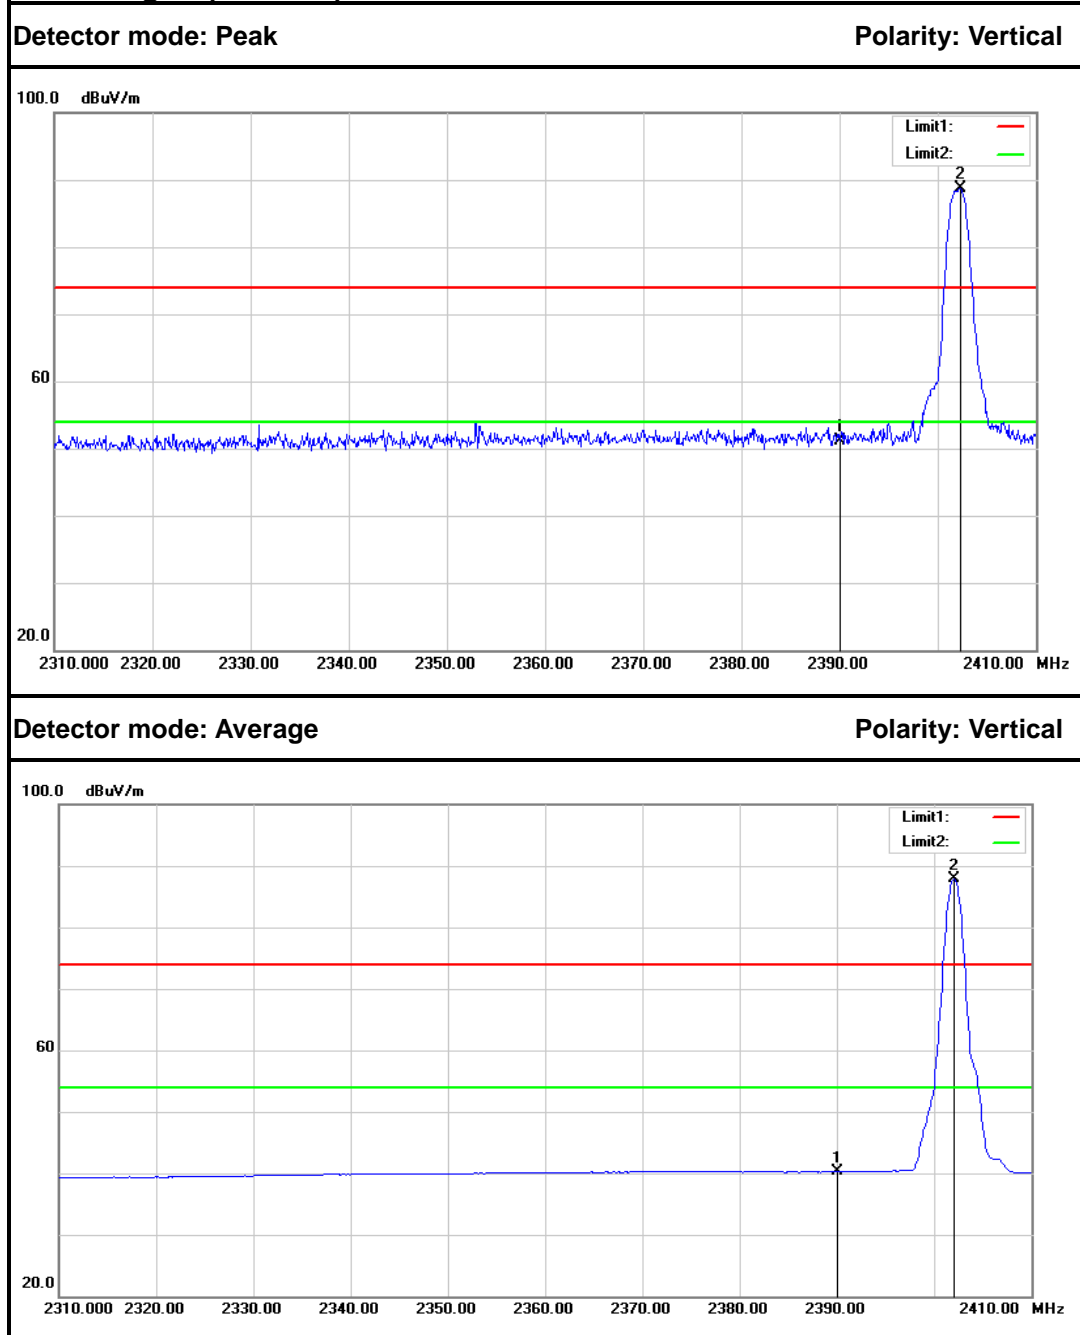 Detector mode: Peak Polarity: Vertical
100.0 dBuV/m
Limit1:
Limit2:
2
60
1
20.0
2310.000 2320.00 2330.00 2340.00 2350.00 2360.00 2370.00 2380.00 2390.00 2410.00 MHz
Detector mode: Average Polarity: Vertical
100.0 dBuV/m
Limit1:
Limit2:
2
60
1
20.0
2310.000 2320.00 2330.00 2340.00 2350.00 2360.00 2370.00 2380.00 2390.00 2410.00 MHz